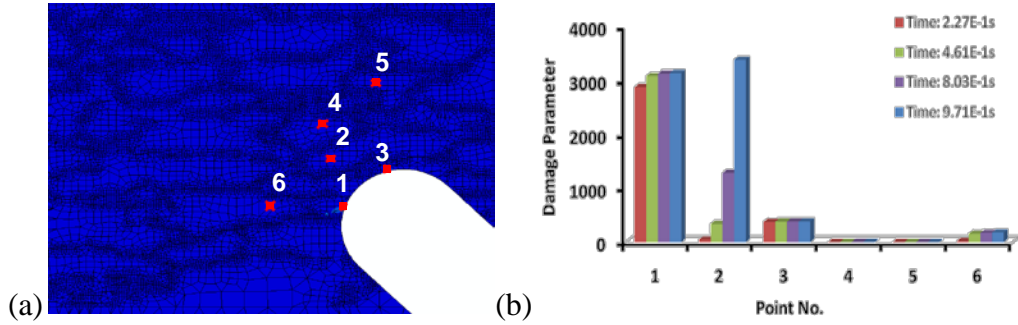 5
4
2
3
6
1
(a)
4000
3000
2000
1000
0
Damage Parameter
1 2 3 4 5 6
Point No.
Time: 2.27E-1s
Time: 4.61E-1s
Time: 8.03E-1s
Time: 9.71E-1s
(b)